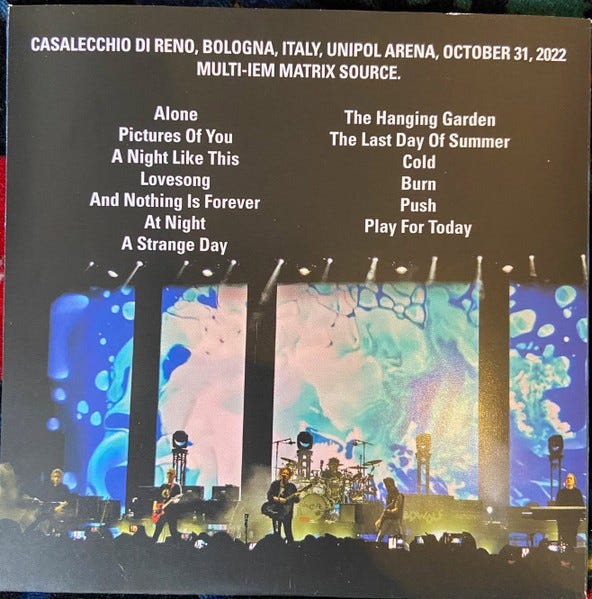 CASALECCHIO DI RENO, BOLOGNA, ITALY, UNIPOL ARENA, OCTOBER 31, 2022
MULTI-IEM MATRIX SOURCE.
Alone
Pictures Of You
A Night Like This
Lovesong
And Nothing Is Forever
At Night
A Strange Day
The Hanging Garden
The Last Day Of Summer
Cold
Burn
Push
Play For Today